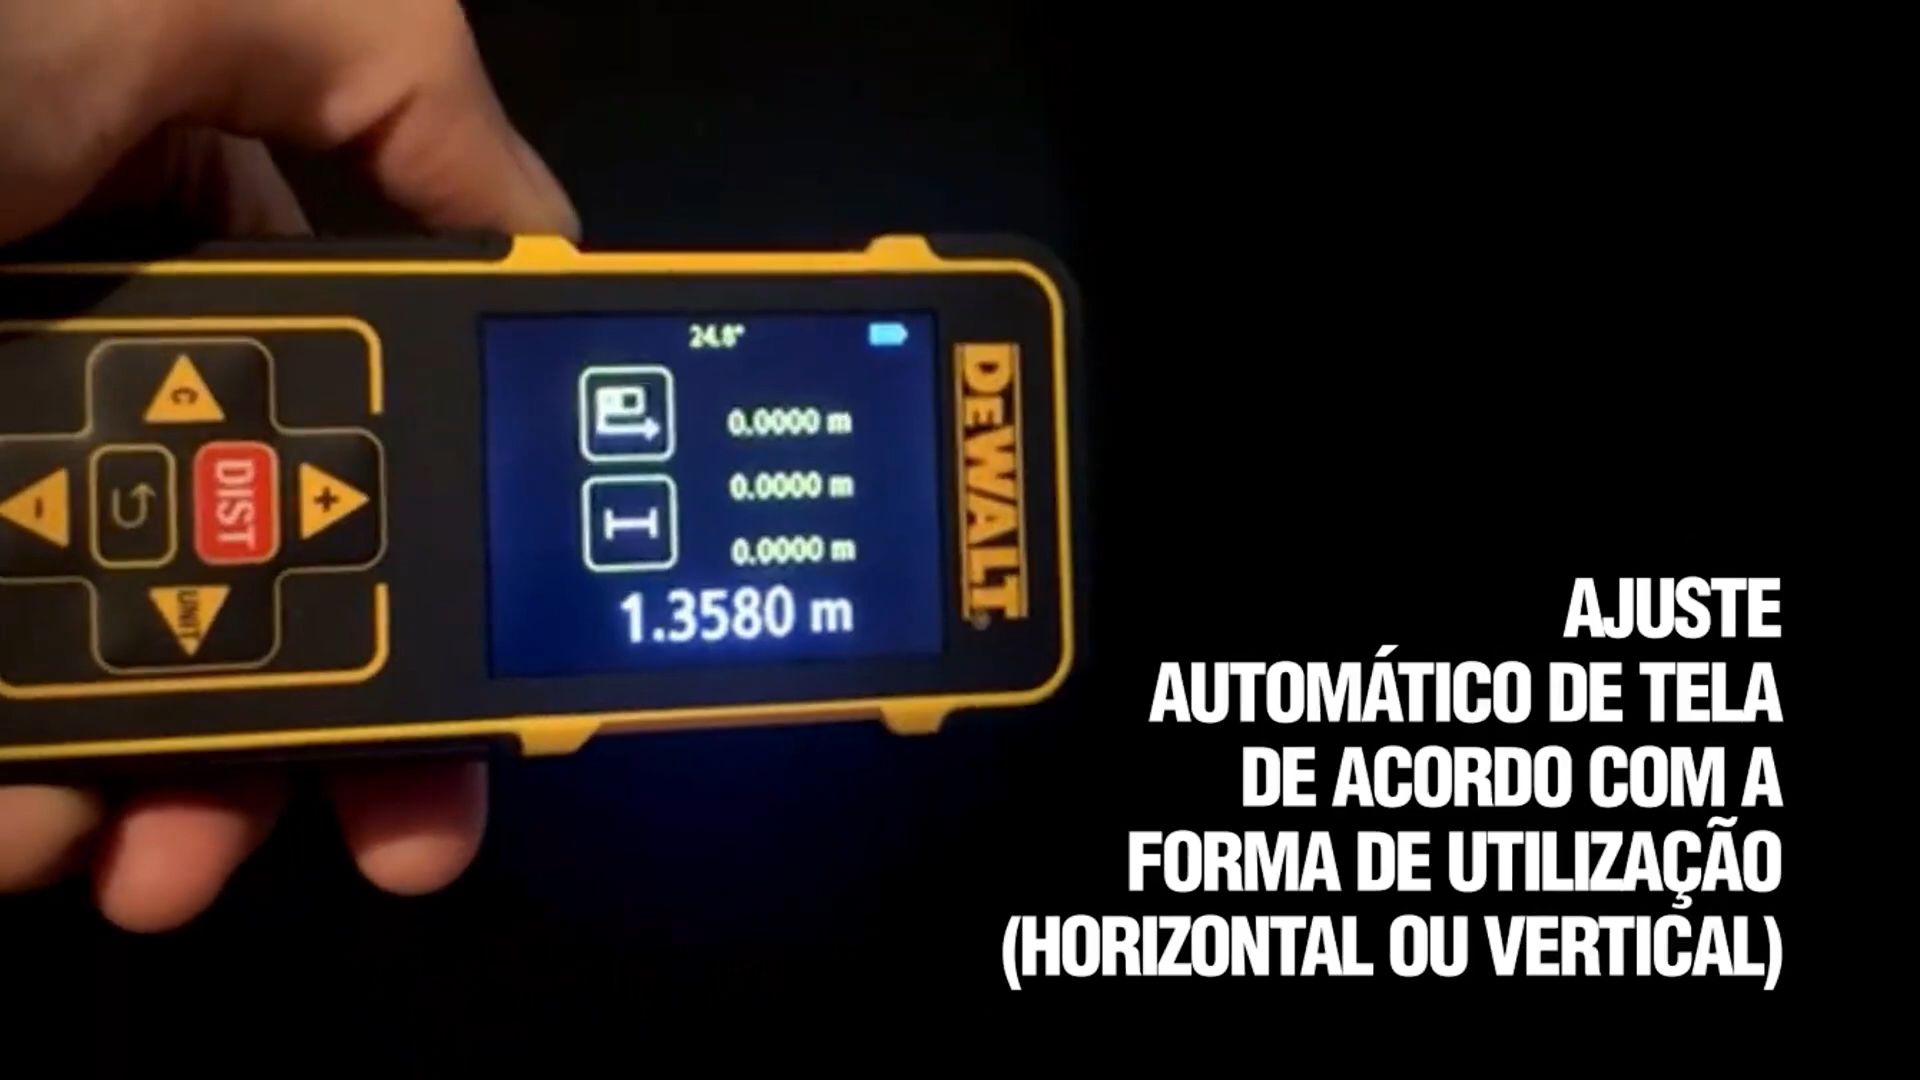 24.8°
0.0000 m
0.0000 m
0.0000 m
1.3580 m
C
-
DIST
+
UNIT
DEWALT
AJUSTE
AUTOMÁTICO DE TELA
DE ACORDO COM A
FORMA DE UTILIZAÇÃO
(HORIZONTAL OU VERTICAL)